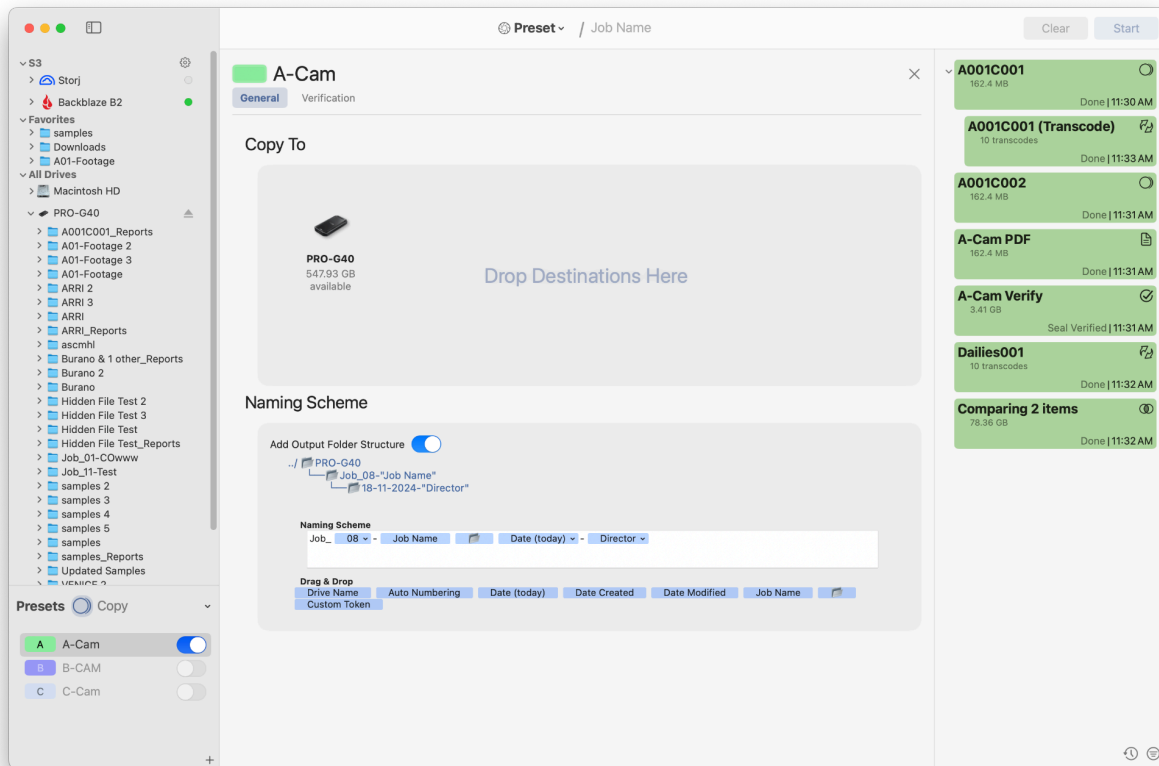 Preset
/ Job Name
Clear
Start
S3
Storj
Backblaze B2
Favorites
samples
Downloads
A01-Footage
All Drives
Macintosh HD
PRO-G40
A001C001_Reports
A01-Footage 2
A01-Footage 3
A01-Footage
ARRI 2
ARRI 3
ARRI
ARRI_Reports
ascmhl
Burano & 1 other_Reports
Burano 2
Burano
Hidden File Test 2
Hidden File Test 3
Hidden File Test
Hidden File Test_Reports
Job_01-COwww
Job_11-Test
samples 2
samples 3
samples 4
samples 5
samples
samples_Reports
Updated Samples
VENICE 2
Presets Copy
A A-Cam
B B-CAM
C C-Cam
+
A-Cam
General Verification
Copy To
PRO-G40
547.93 GB
available
Drop Destinations Here
Naming Scheme
Add Output Folder Structure
../ PRO-G40
Job_08-"Job Name"
18-11-2024-"Director"
Naming Scheme
Job_ 08 - Job Name Date (today) - Director
Drag & Drop
Drive Name Auto Numbering Date (today) Date Created Date Modified Job Name
Custom Token
A001C001
162.4 MB
Done | 11:30 AM
A001C001 (Transcode)
10 transcodes
Done | 11:33 AM
A001C002
162.4 MB
Done | 11:31 AM
A-Cam PDF
162.4 MB
Done | 11:31 AM
A-Cam Verify
3.41 GB
Seal Verified | 11:31 AM
Dailies001
10 transcodes
Done | 11:32 AM
Comparing 2 items
78.36 GB
Done | 11:32 AM